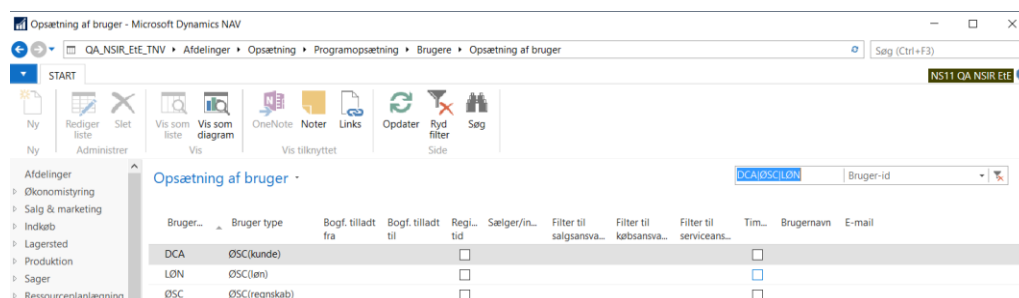 Opsætning af bruger - Microsoft Dynamics NAV
QA_NSIR_EtE_TNV ▸ Afdelinger ▸ Opsætning ▸ Programopsætning ▸ Brugere ▸ Opsætning af bruger
Søg (Ctrl+F3)
START
NS11 QA NSIR EtE
Ny
Rediger liste
Slet
Vis som liste
Vis som diagram
OneNote
Noter
Links
Opdater
Ryd filter
Søg
Ny
Administrer
Vis
Vis tilknyttet
Side
Afdelinger
Økonomistyring
Salg & marketing
Indkøb
Lagersted
Produktion
Sager
Ressourceplanlægning
Opsætning af bruger
DCA|ØSC|LØN
Bruger-id
Bruger... Bruger type Bogf. tilladt fra Bogf. tilladt til Regi... tid Sælger/in... Filter til salgsansva... Filter til købsansva... Filter til serviceans... Tim... Brugernavn E-mail
DCA ØSC(kunde)
LØN ØSC(løn)
ØSC ØSC(regnskab)